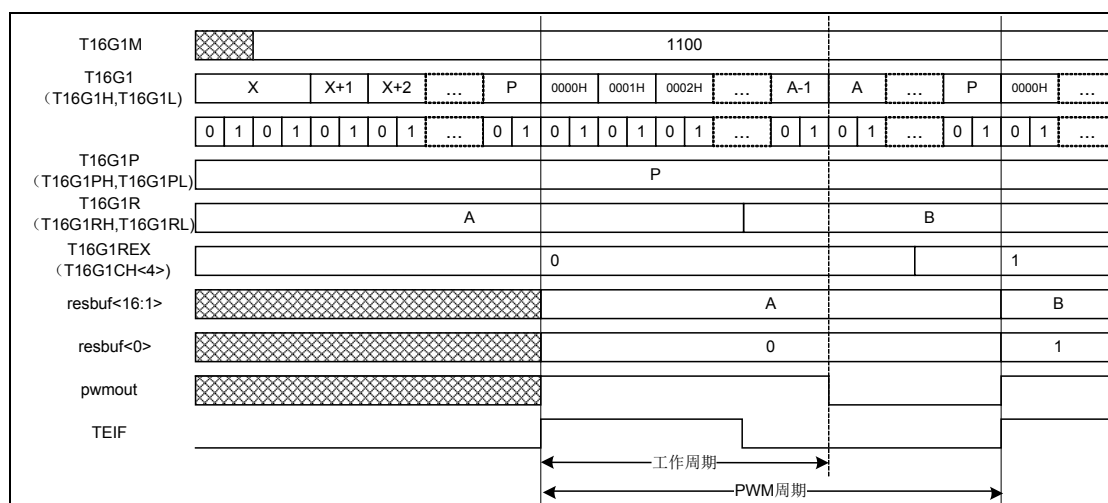 T16G1M 1100
T16G1
（T16G1H,T16G1L) X X+1 X+2 ... P 0000H 0001H 0002H ... A-1 A ... P 0000H ...
0 1 0 1 0 1 0 1 ... 0 1 0 1 0 1 0 1 ... 0 1 0 1 ... 0 1 0 1 ...
T16G1P
（T16G1PH,T16G1PL) P
T16G1R
（T16G1RH,T16G1RL) A B
T16G1REX
（T16G1CH<4>) 0 1
resbuf<16:1> A B
resbuf<0> 0 1
pwmout
TEIF
工作周期
PWM周期